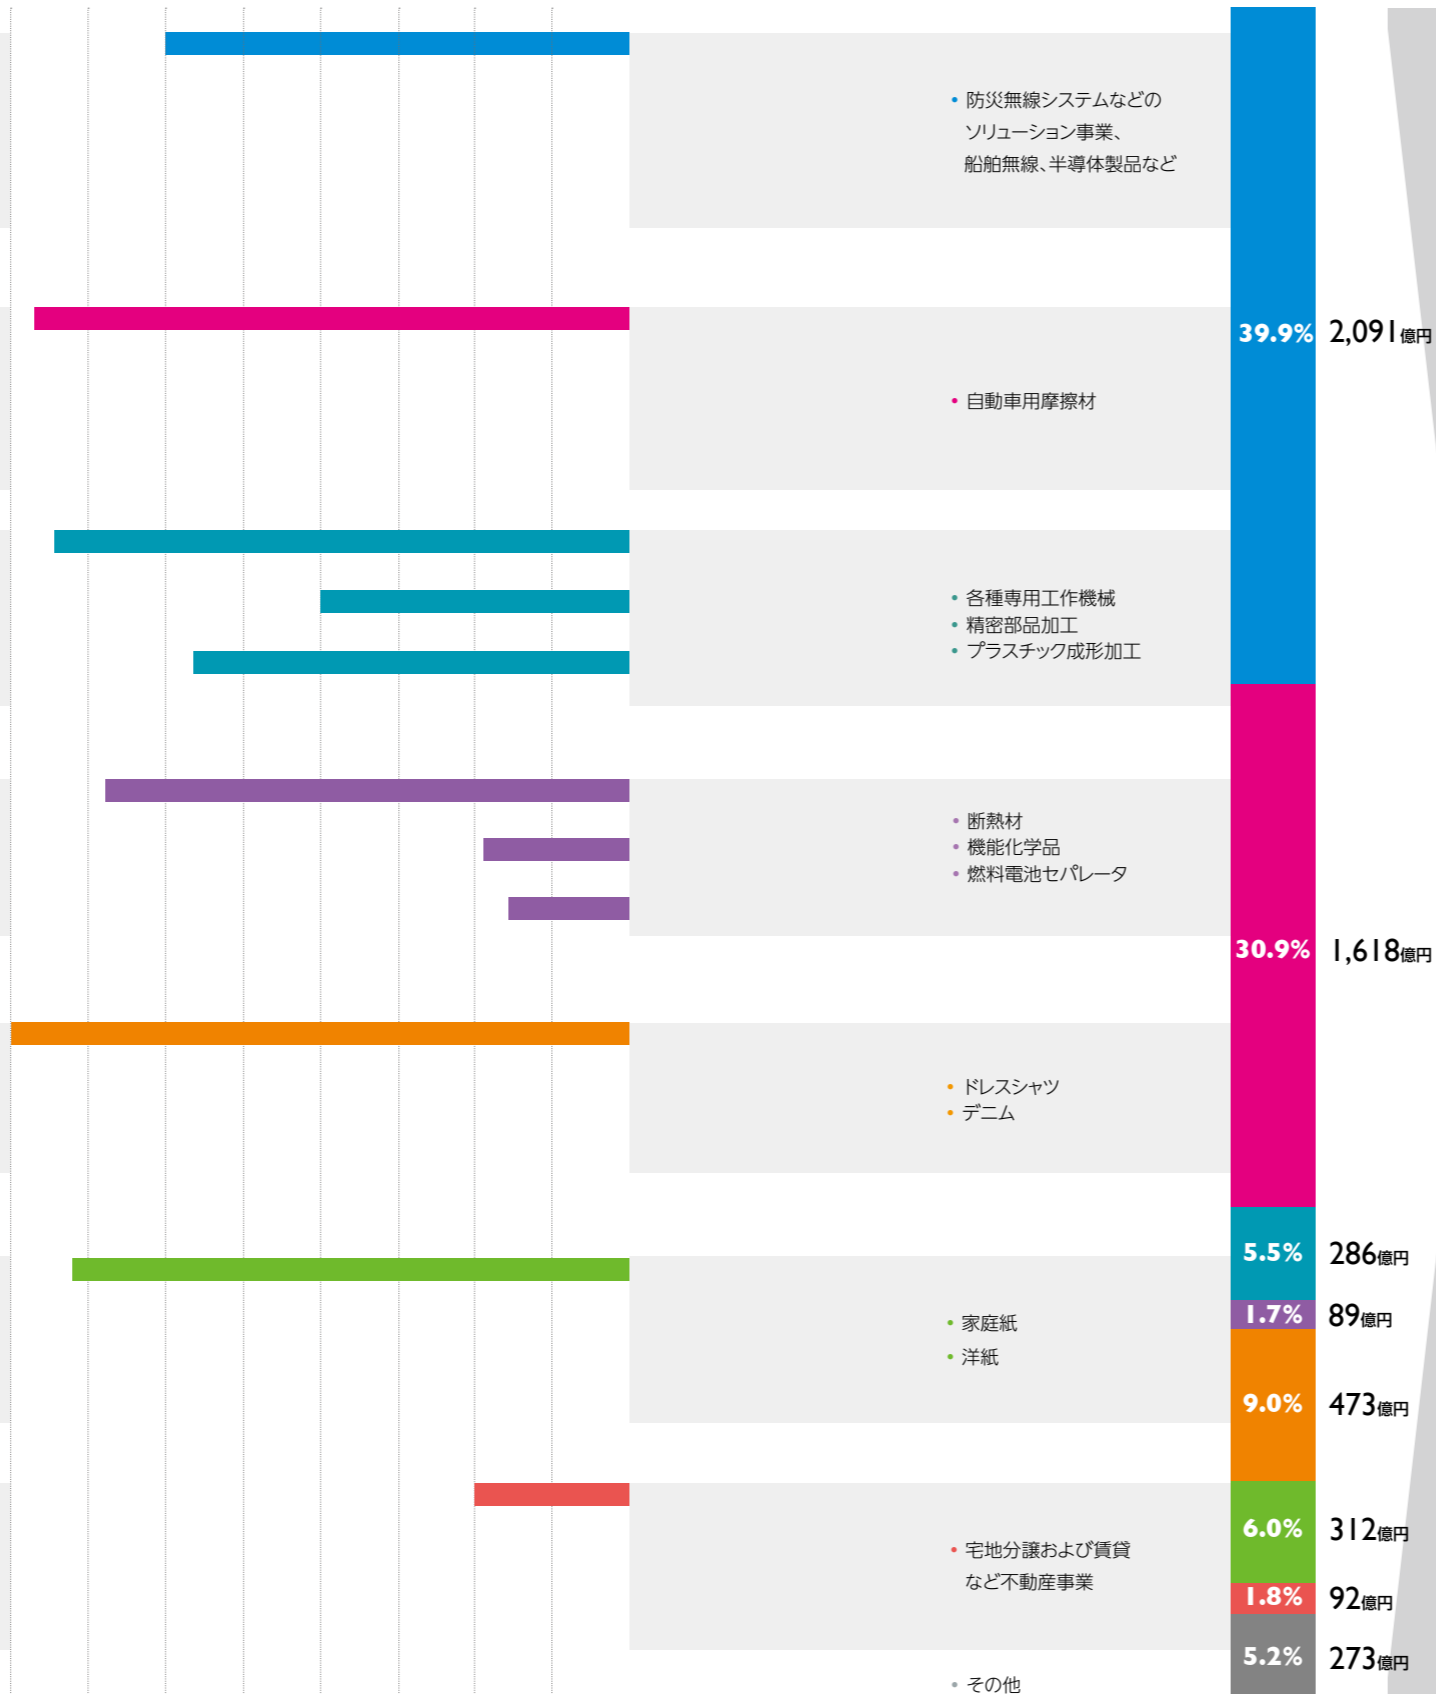 • 防災無線システムなどの
ソリューション事業、
船舶無線、半導体製品など
39.9% 2,091億円
• 自動車用摩擦材
• 各種専用工作機械
• 精密部品加工
• プラスチック成形加工
• 断熱材
• 機能化学品
• 燃料電池セパレータ
30.9% 1,618億円
• ドレスシャツ
• デニム
5.5% 286億円
1.7% 89億円
• 家庭紙
• 洋紙
9.0% 473億円
6.0% 312億円
• 宅地分譲および賃貸
など不動産事業
1.8% 92億円
5.2% 273億円
• その他